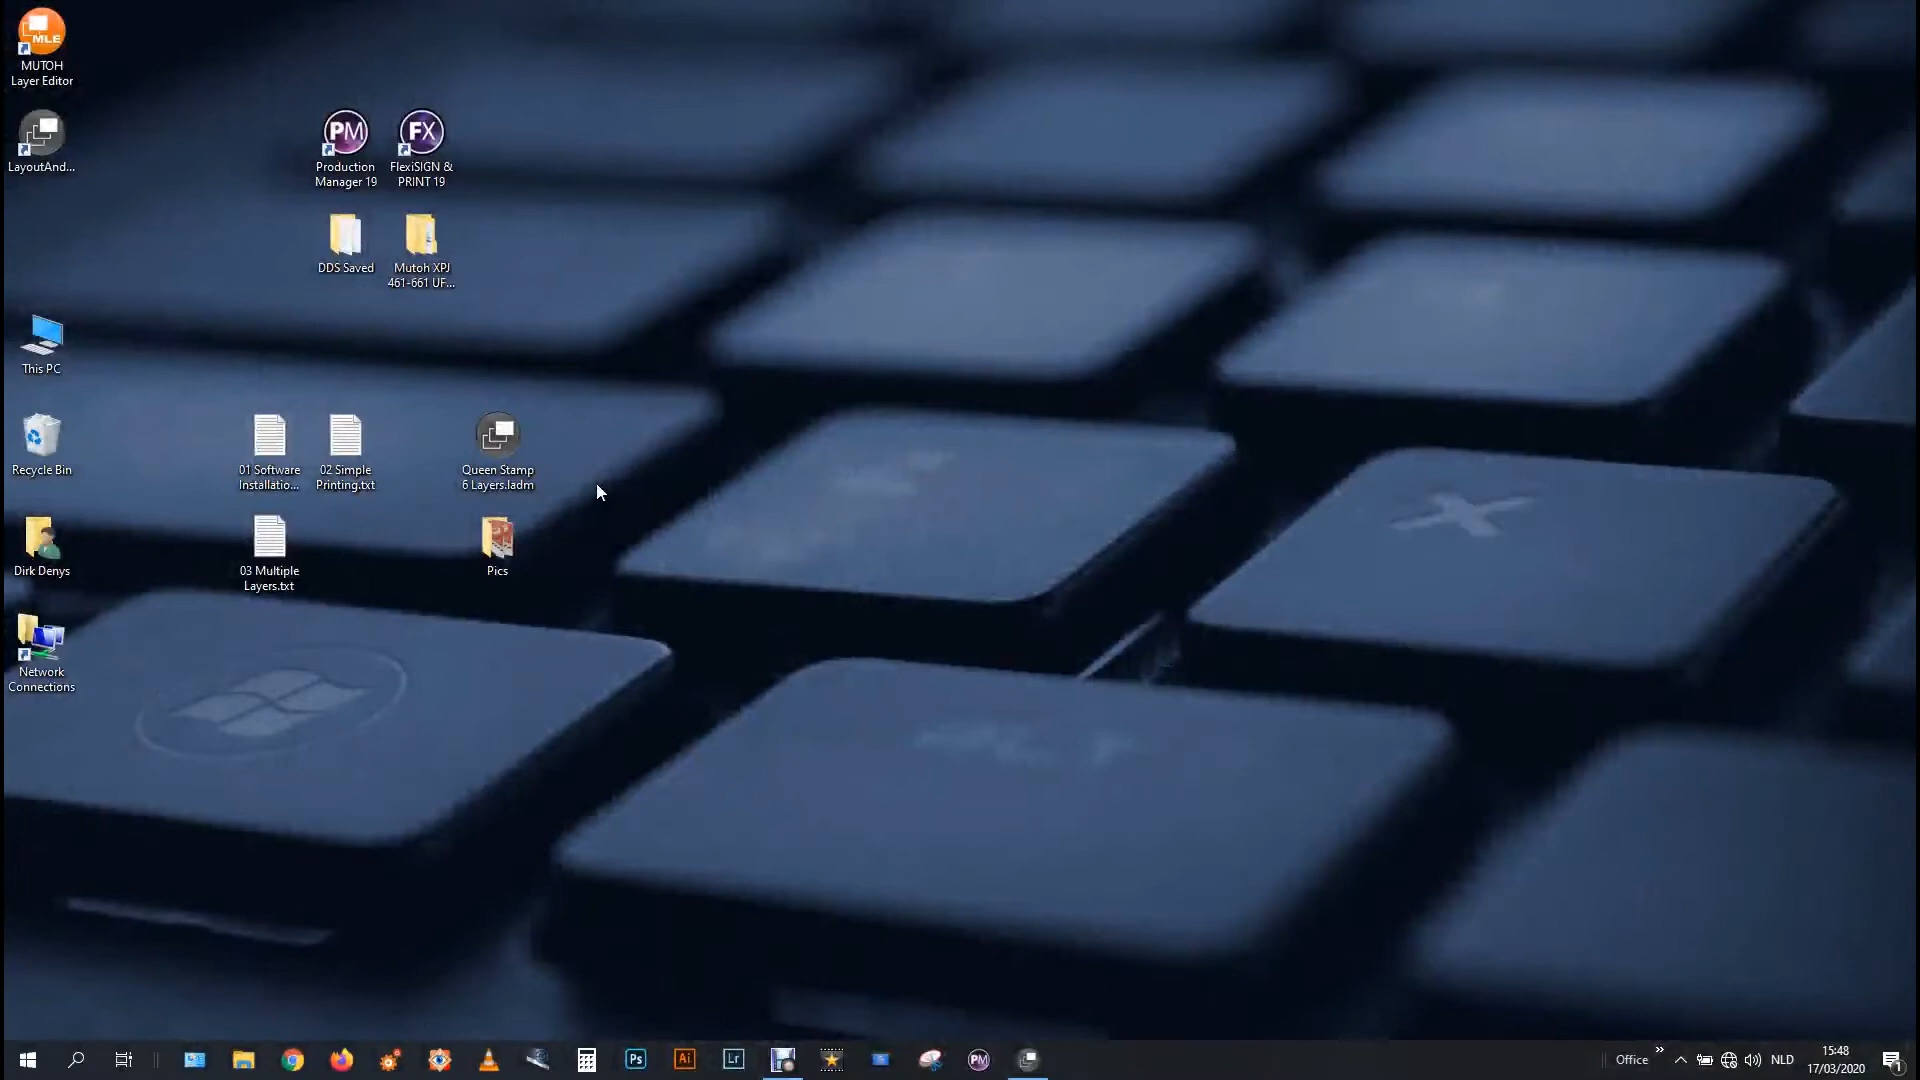 MLE
MUTOH
Layer Editor
LayoutAnd...
PM
Production
Manager 19
FX
FlexiSIGN &
PRINT 19
DDS Saved
Mutoh XPJ
461-661 UF...
This PC
Recycle Bin
01 Software
Installatio...
02 Simple
Printing.txt
Queen Stamp
6 Layers.ladm
Dirk Denys
03 Multiple
Layers.txt
Pics
Network
Connections
ALT
Ps
Ai
Lr
PM
Office
»
NLD
15:48
17/03/2020
1